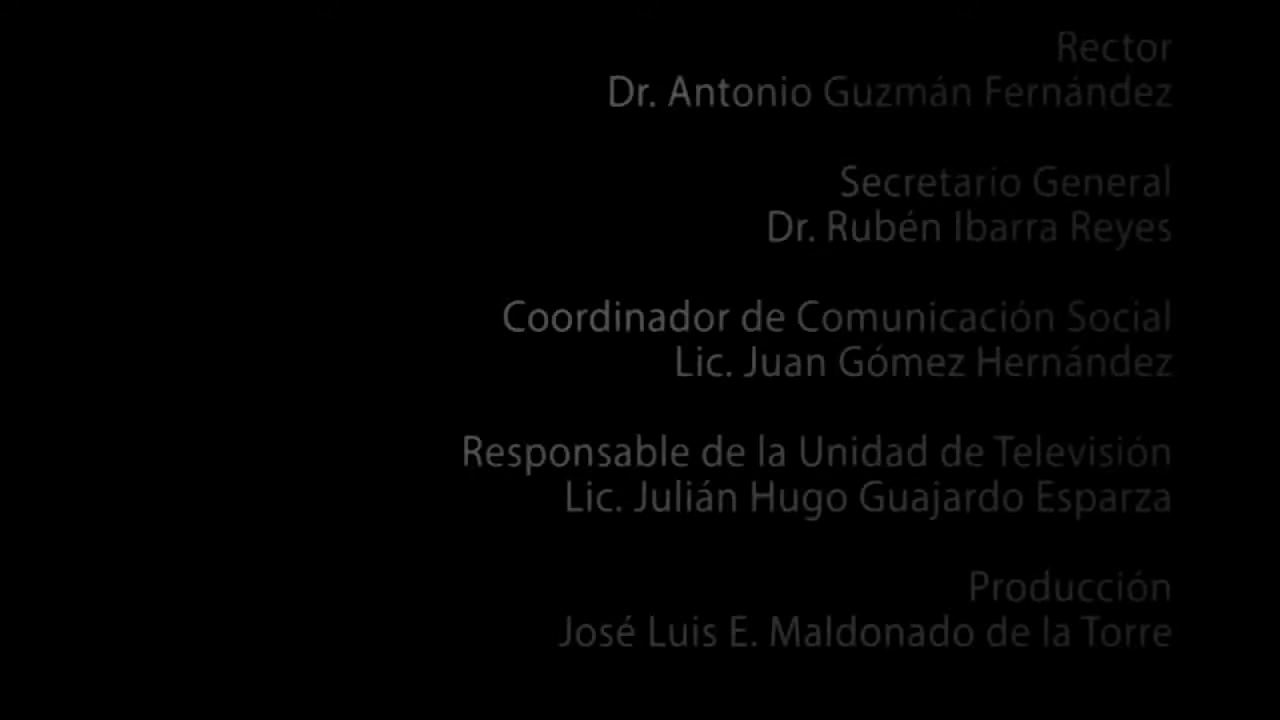 Rector
Dr. Antonio Guzmán Fernández
Secretario General
Dr. Rubén Ibarra Reyes
Coordinador de Comunicación Social
Lic. Juan Gómez Hernández
Responsable de la Unidad de Televisión
Lic. Julián Hugo Guajardo Esparza
Producción
José Luis E. Maldonado de la Torre